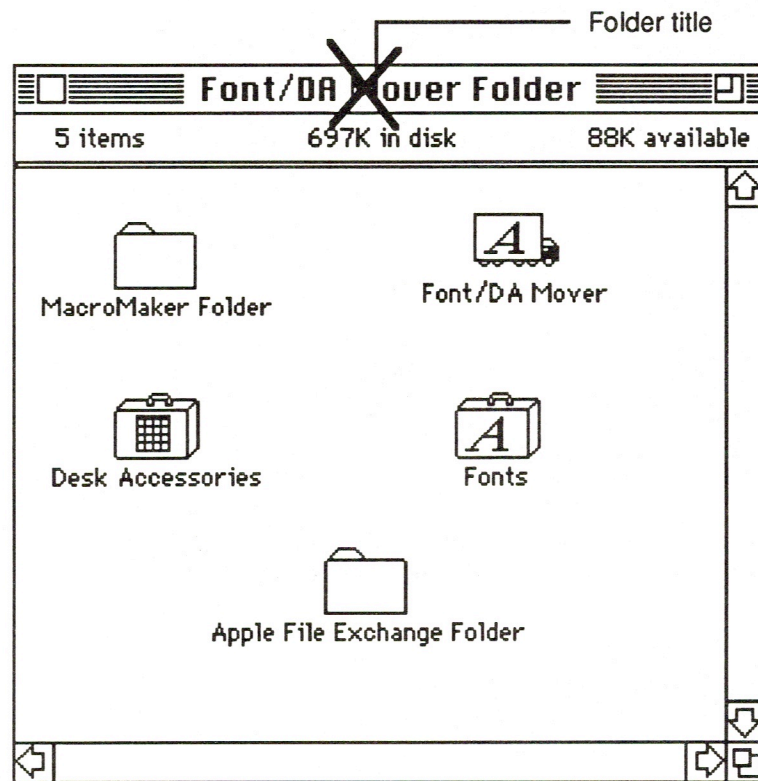 Folder title
Font/DA Mover Folder
5 items 697K in disk 88K available
MacroMaker Folder
Font/DA Mover
Desk Accessories
Fonts
Apple File Exchange Folder